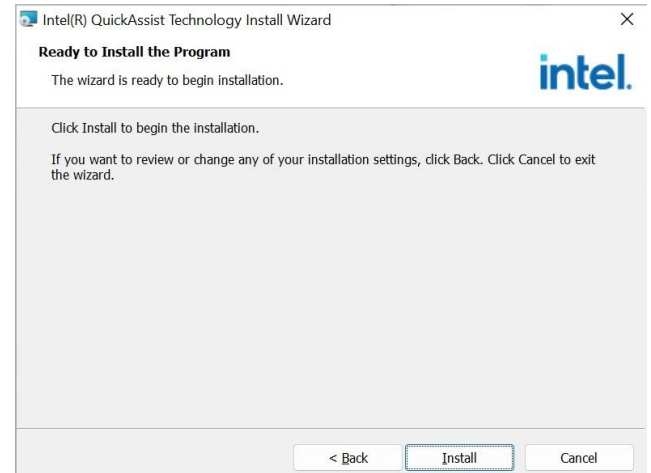 Intel(R) QuickAssist Technology Install Wizard
Ready to Install the Program
The wizard is ready to begin installation.
intel.
Click Install to begin the installation.
If you want to review or change any of your installation settings, click Back. Click Cancel to exit
the wizard.
< Back
Install
Cancel